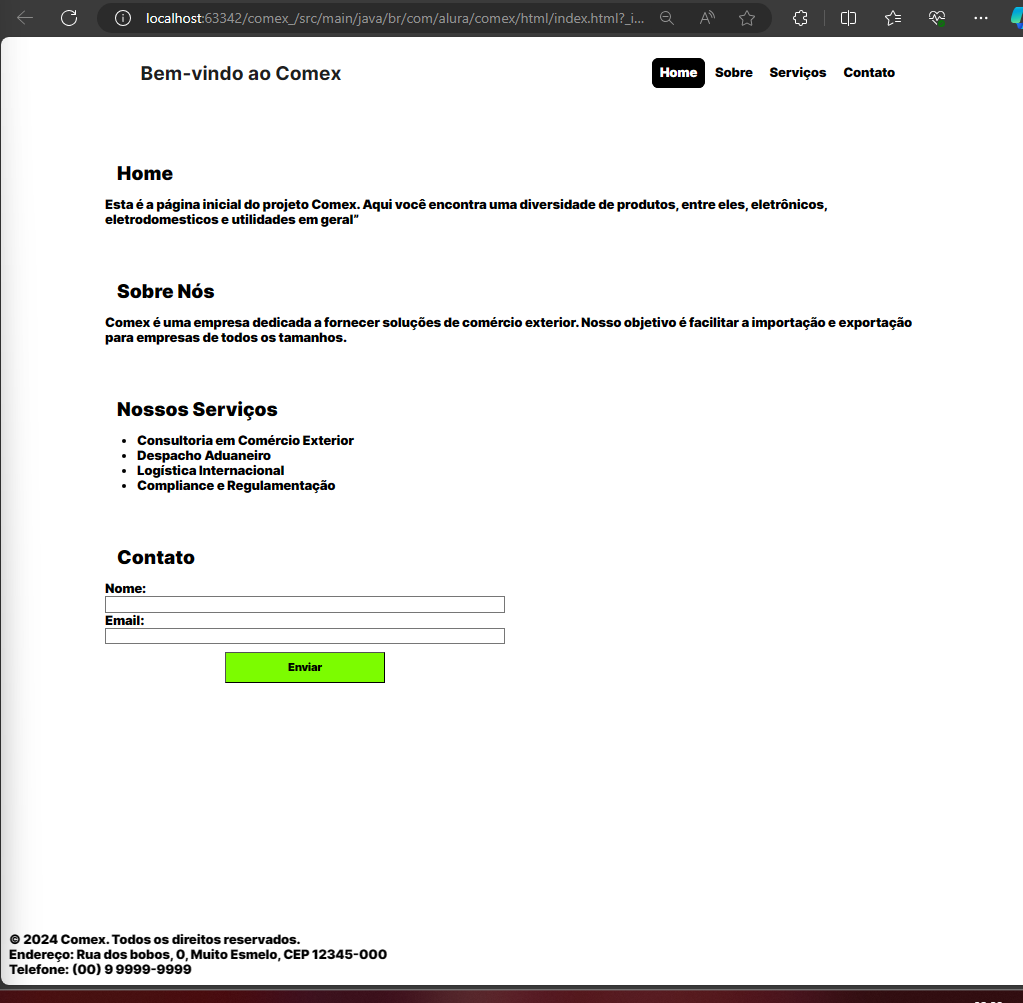 localhost:63342/comex_/src/main/java/br/com/alura/comex/html/index.html?_i...
Bem-vindo ao Comex
Home Sobre Serviços Contato
Home
Esta é a página inicial do projeto Comex. Aqui você encontra uma diversidade de produtos, entre eles, eletrônicos,
eletrodomesticos e utilidades em geral”
Sobre Nós
Comex é uma empresa dedicada a fornecer soluções de comércio exterior. Nosso objetivo é facilitar a importação e exportação
para empresas de todos os tamanhos.
Nossos Serviços
• Consultoria em Comércio Exterior
• Despacho Aduaneiro
• Logística Internacional
• Compliance e Regulamentação
Contato
Nome:
Email:
Enviar
© 2024 Comex. Todos os direitos reservados.
Endereço: Rua dos bobos, 0, Muito Esmelo, CEP 12345-000
Telefone: (00) 9 9999-9999